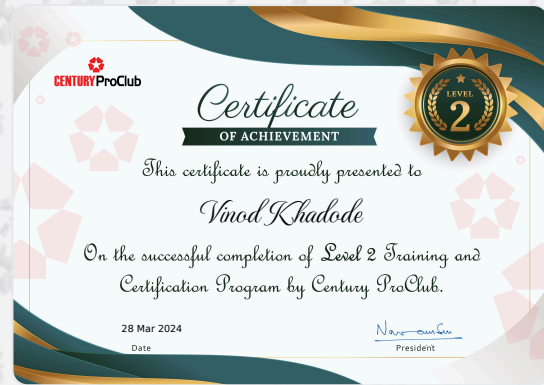 CENTURY ProClub
LEVEL
2
Certificate
OF ACHIEVEMENT
This certificate is proudly presented to
Vinod Khadode
On the successful completion of Level 2 Training and
Certification Program by Century ProClub.
28 Mar 2024
Date
President